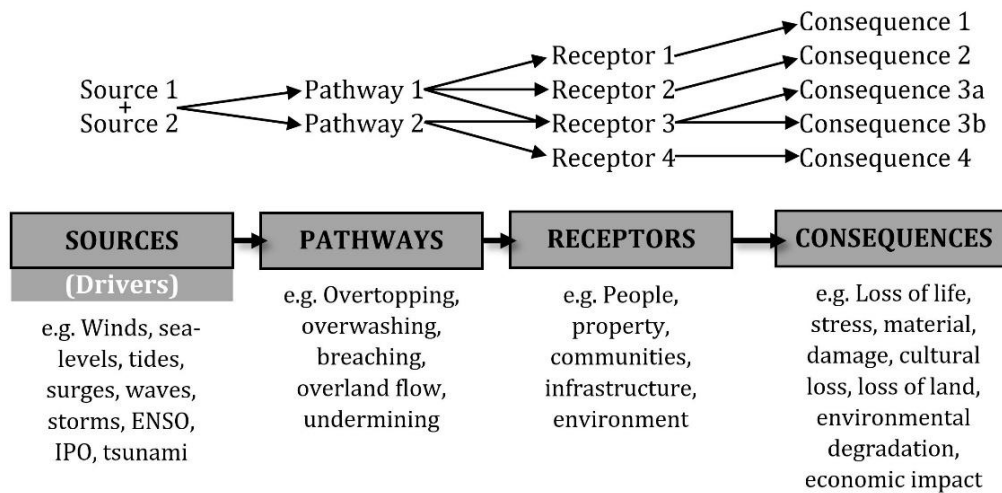 Source 1
+
Source 2
Pathway 1
Pathway 2
Receptor 1
Receptor 2
Receptor 3
Receptor 4
Consequence 1
Consequence 2
Consequence 3a
Consequence 3b
Consequence 4
SOURCES
(Drivers)
e.g. Winds, sea-
levels, tides,
surges, waves,
storms, ENSO,
IPO, tsunami
PATHWAYS
e.g. Overtopping,
overwashing,
breaching,
overland flow,
undermining
RECEPTORS
e.g. People,
property,
communities,
infrastructure,
environment
CONSEQUENCES
e.g. Loss of life,
stress, material,
damage, cultural
loss, loss of land,
environmental
degradation,
economic impact